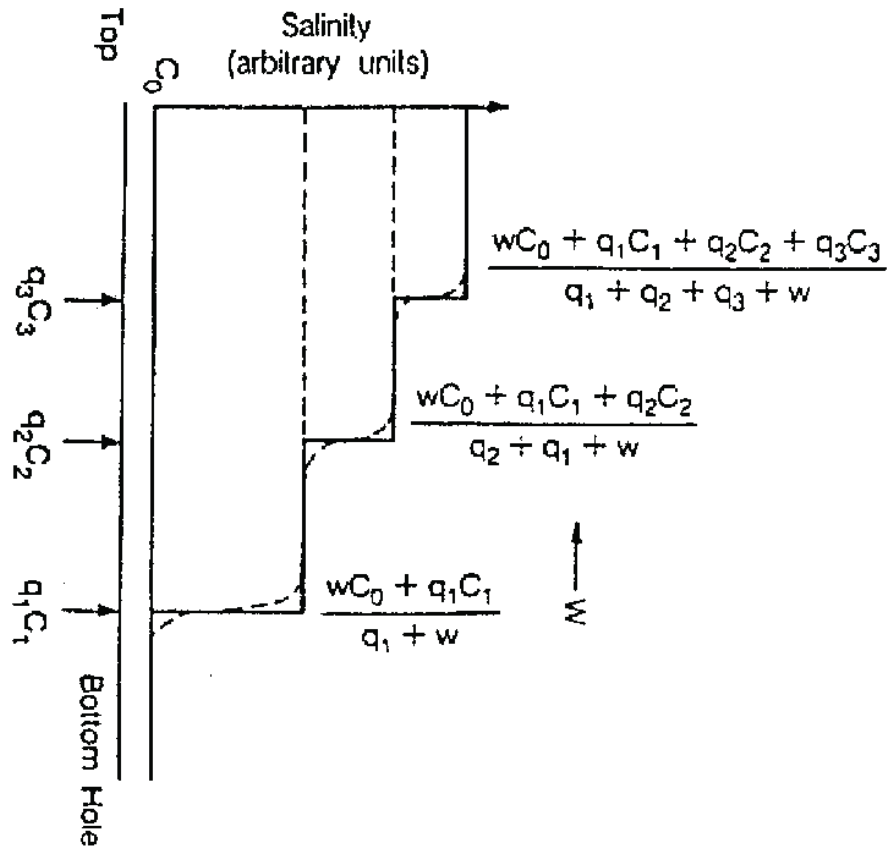 Salinity
(arbitrary units)
Top
C₀
wC₀ + q₁C₁ + q₂C₂ + q₃C₃
q₁ + q₂ + q₃ + w
q₃C₃
wC₀ + q₁C₁ + q₂C₂
q₂ + q₁ + w
q₂C₂
w
wC₀ + q₁C₁
q₁ + w
q₁C₁
Bottom Hole